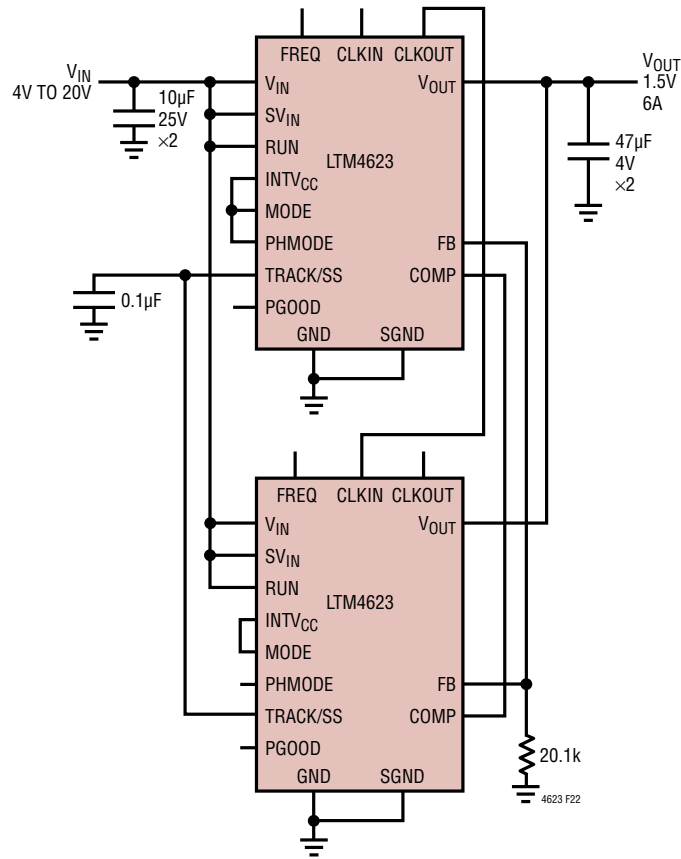 FREQ CLKIN CLKOUT
VIN
4V TO 20V
10µF
25V
×2
VIN
SVIN
RUN
INTVCC
MODE
PHMODE
TRACK/SS
PGOOD
LTM4623
VOUT
FB
COMP
GND SGND
VOUT
1.5V
6A
47µF
4V
×2
0.1µF
FREQ CLKIN CLKOUT
VIN
SVIN
RUN
INTVCC
MODE
PHMODE
TRACK/SS
PGOOD
LTM4623
VOUT
FB
COMP
GND SGND
20.1k
4623 F22